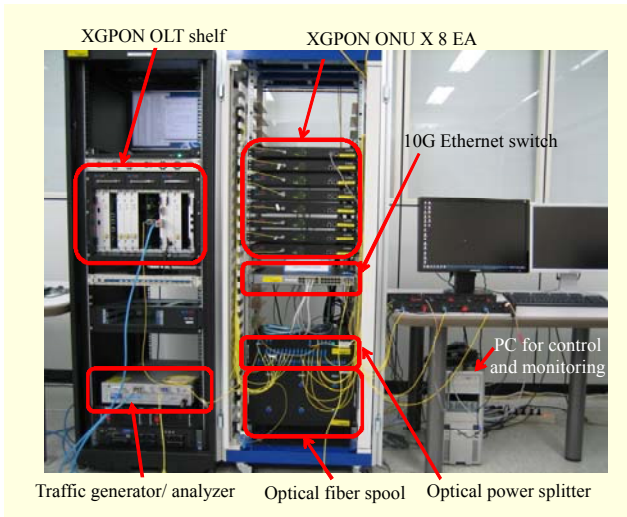 XGPON OLT shelf
XGPON ONU X 8 EA
10G Ethernet switch
PC for control
and monitoring
Traffic generator/ analyzer
Optical fiber spool
Optical power splitter